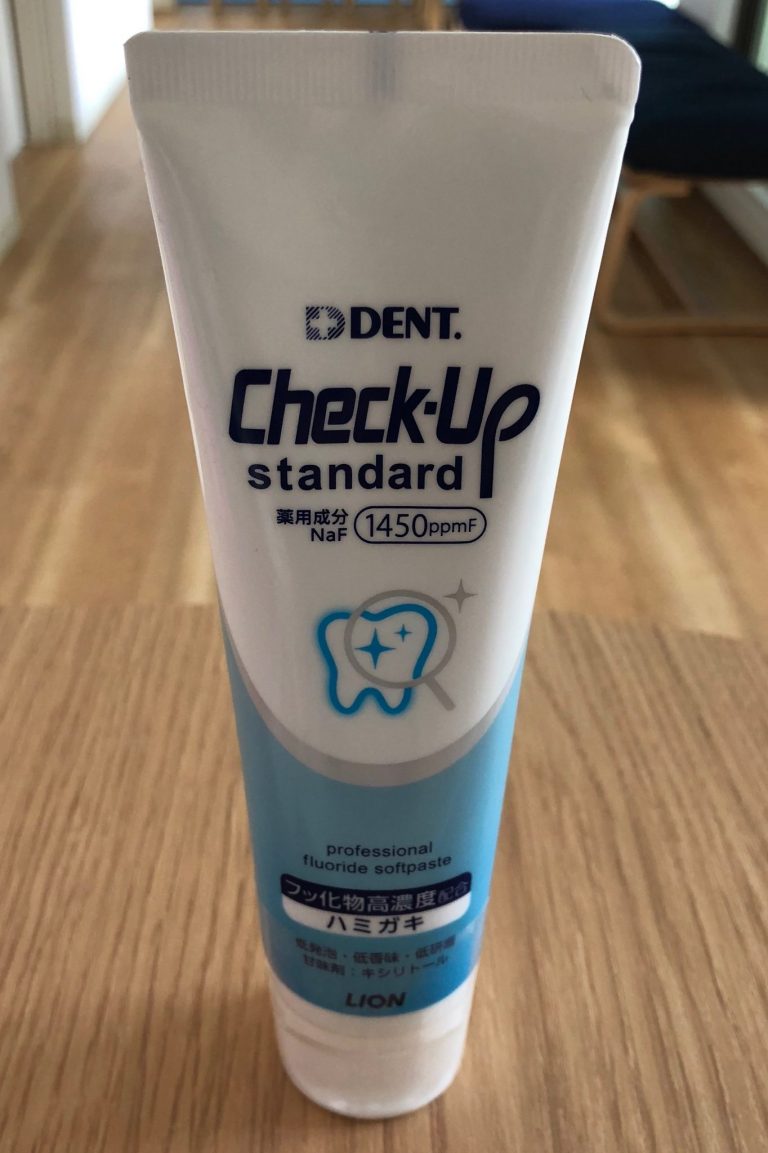 DENT.
Check-Up
standard
薬用成分
NaF
1450ppmF
professional
fluoride softpaste
フッ化物高濃度配合
ハミガキ
低発泡・低香味・低研磨
甘味剤：キシリトール
LION